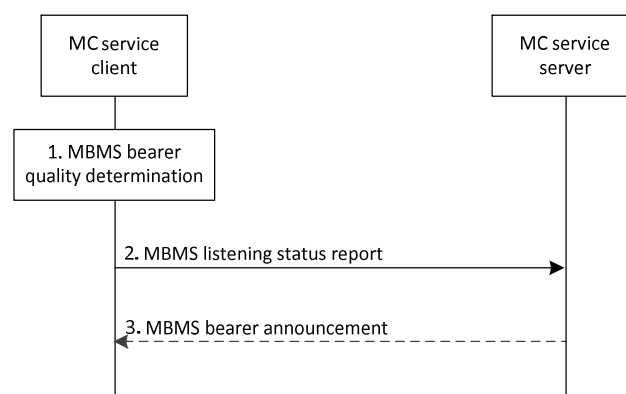 MC service
client
MC service
server
1. MBMS bearer
quality determination
2. MBMS listening status report
3. MBMS bearer announcement